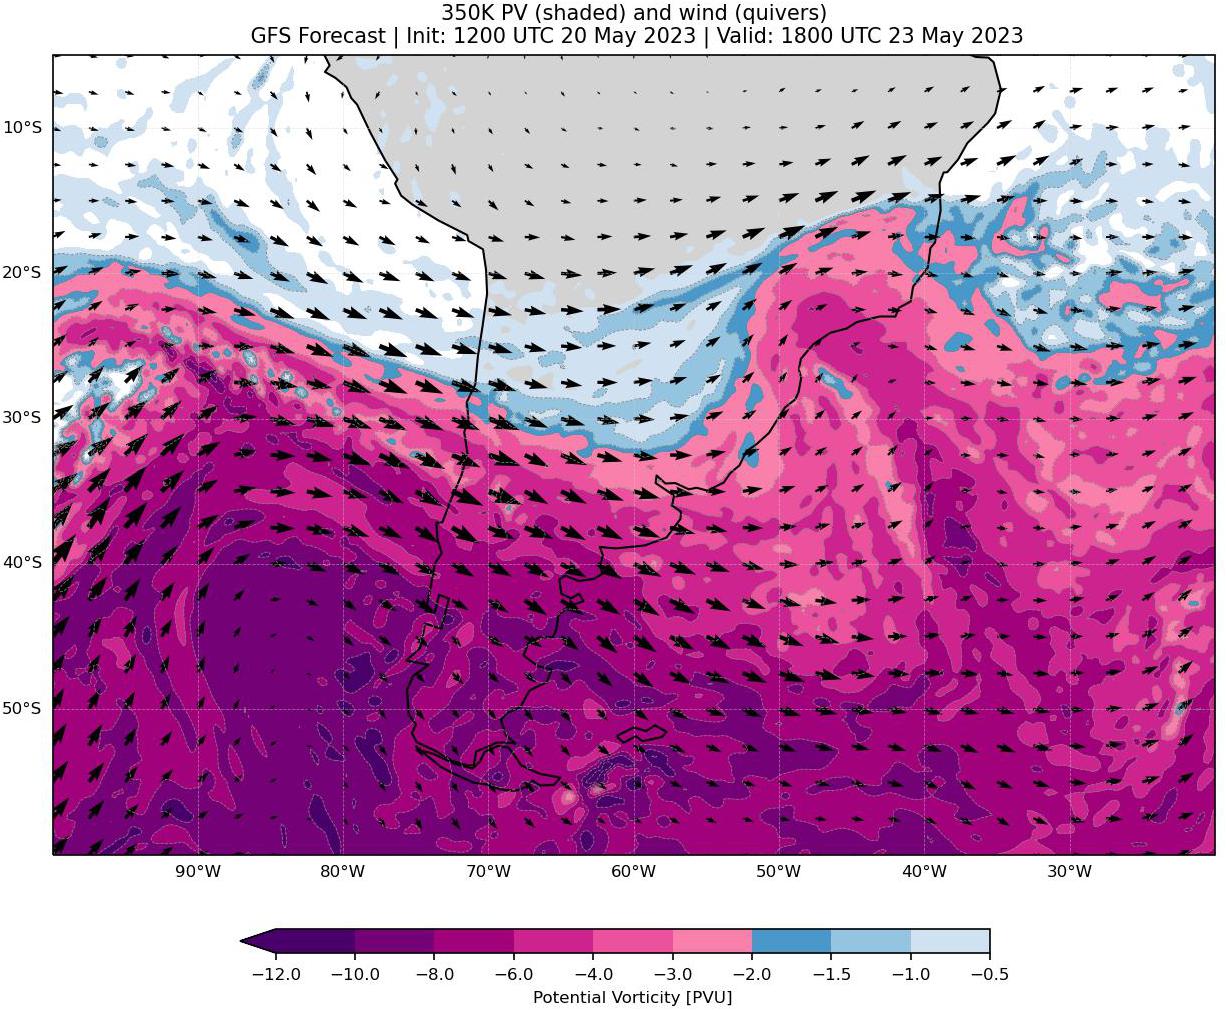 350K PV (shaded) and wind (quivers)
GFS Forecast | Init: 1200 UTC 20 May 2023 | Valid: 1800 UTC 23 May 2023
10°S
20°S
30°S
40°S
50°S
90°W 80°W 70°W 60°W 50°W 40°W 30°W
−12.0 −10.0 −8.0 −6.0 −4.0 −3.0 −2.0 −1.5 −1.0 −0.5
Potential Vorticity [PVU]